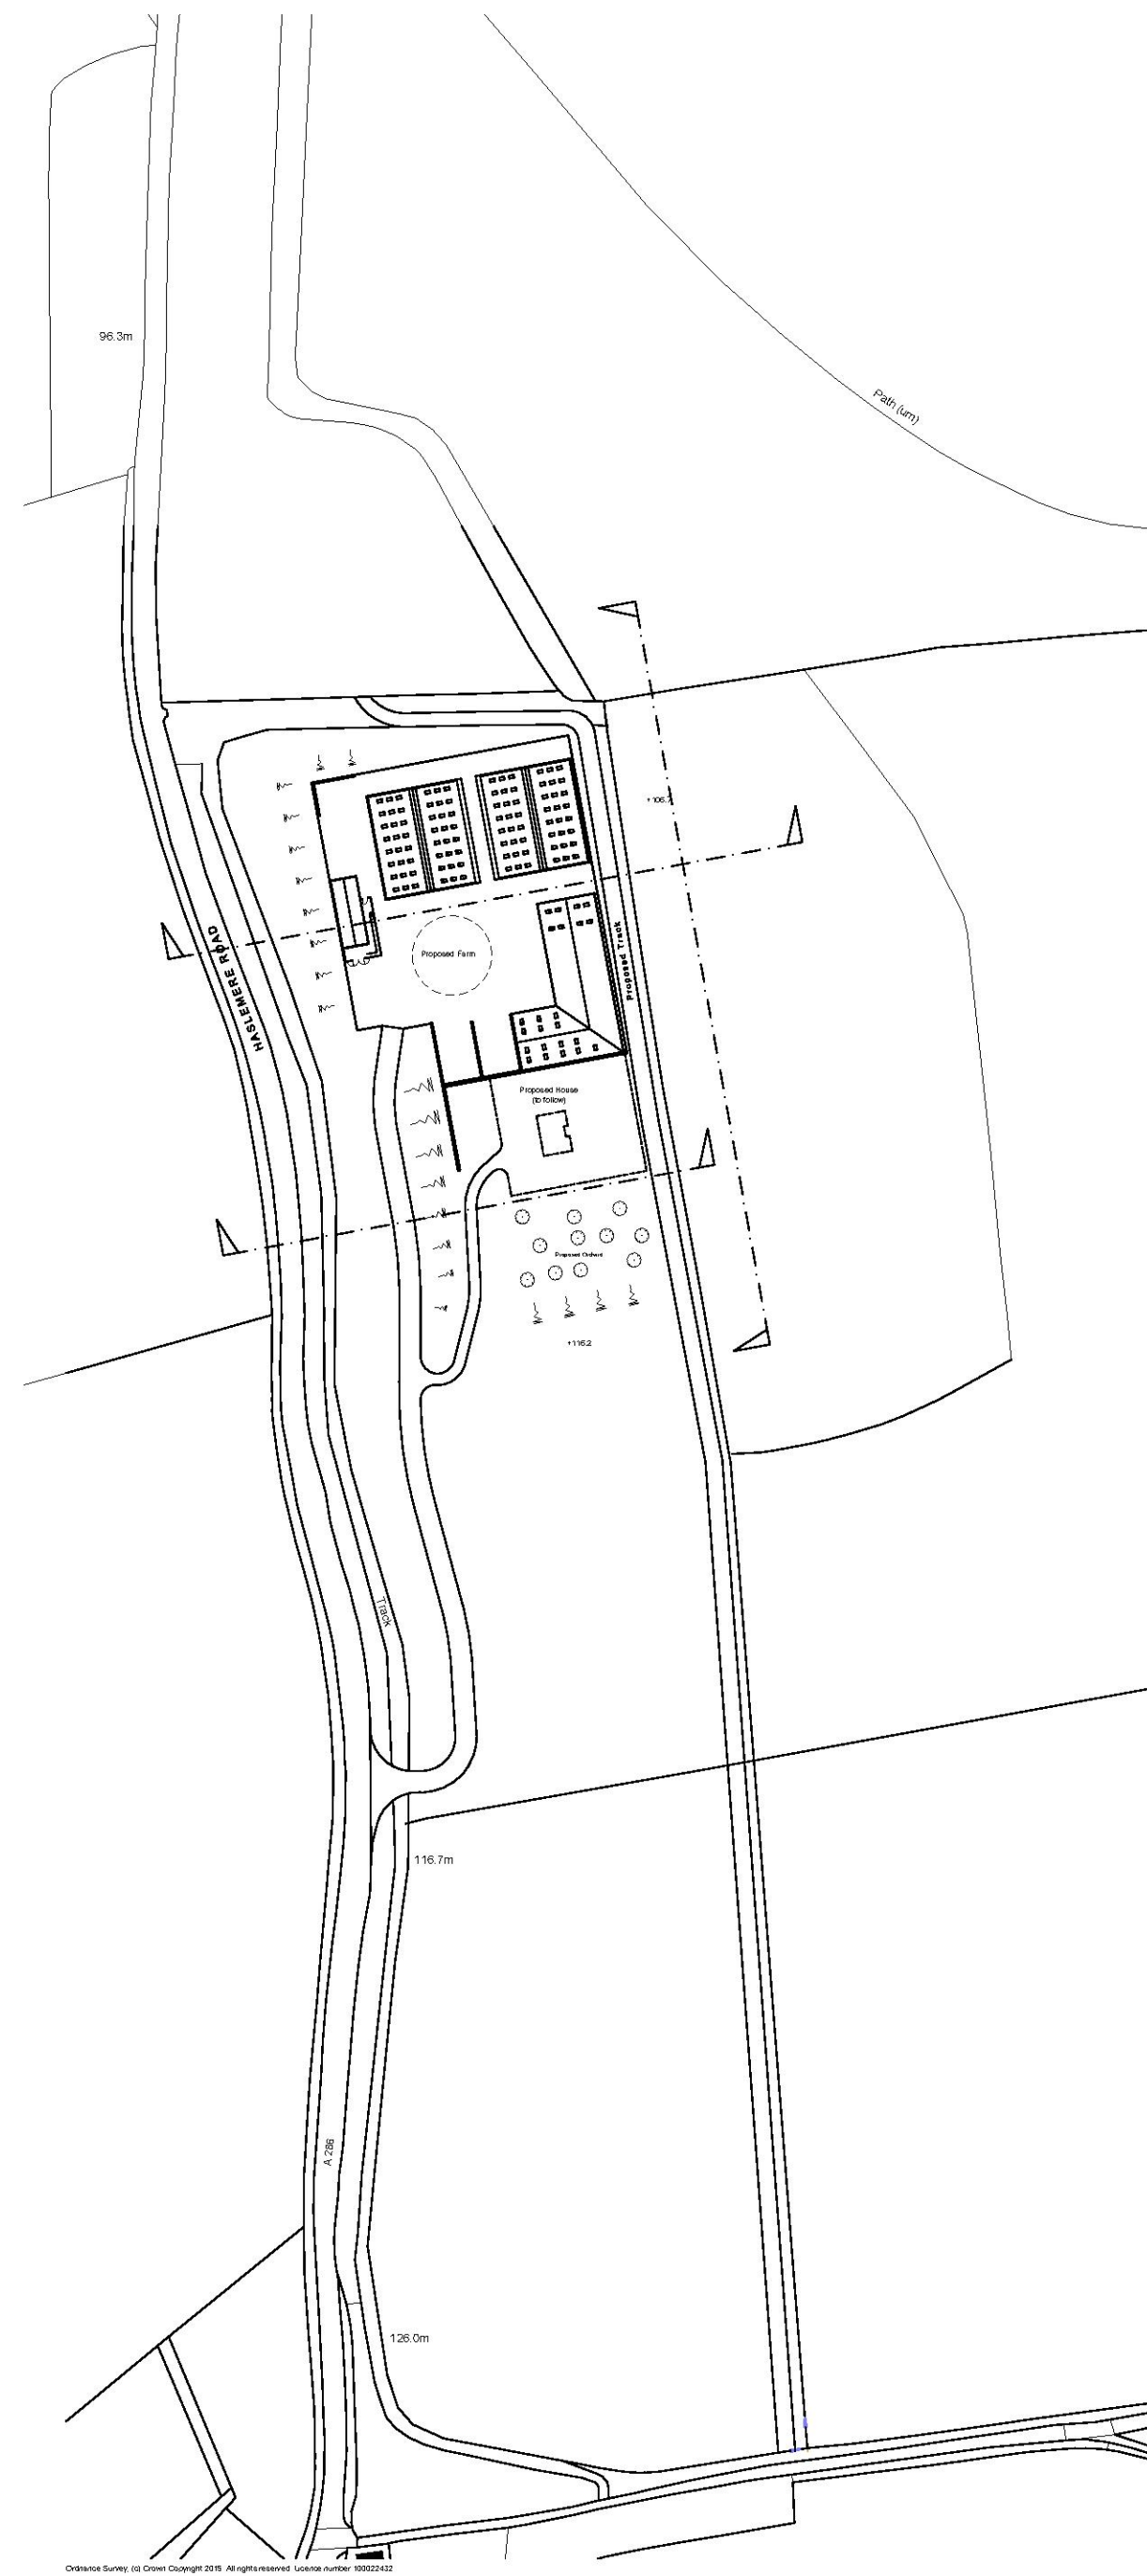 96.3m
Path (um)
+106.7
HASLEMERE ROAD
Proposed Track
Proposed Farm
Proposed House
(to follow)
Proposed Orchard
+116.2
Track
116.7m
A 286
126.0m
Ordnance Survey, (c) Crown Copyright 2015. All rights reserved. Licence number 100022432